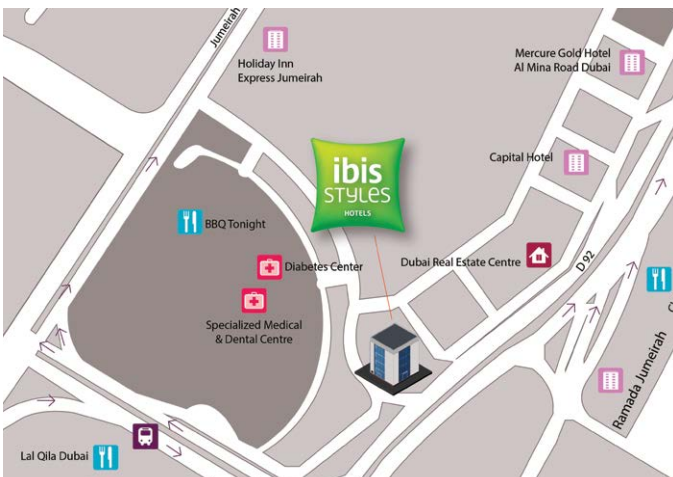 Jumeirah
Holiday Inn
Express Jumeirah
Mercure Gold Hotel
Al Mina Road Dubai
ibis
STYLES
HOTELS
Capital Hotel
BBQ Tonight
Diabetes Center
Dubai Real Estate Centre
D 92
Specialized Medical
& Dental Centre
Ramada Jumeirah
Lal Qila Dubai